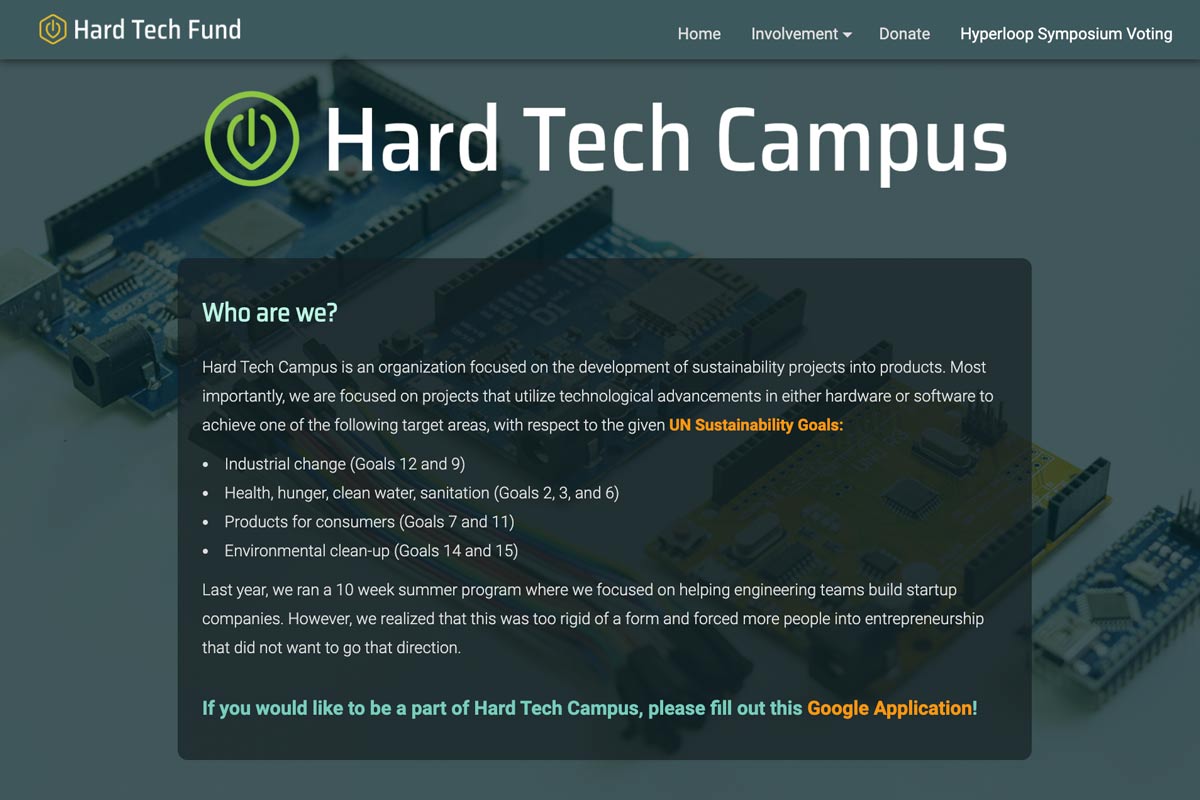 Hard Tech Fund
Home Involvement Donate Hyperloop Symposium Voting
Hard Tech Campus
Who are we?
Hard Tech Campus is an organization focused on the development of sustainability projects into products. Most
importantly, we are focused on projects that utilize technological advancements in either hardware or software to
achieve one of the following target areas, with respect to the given UN Sustainability Goals:
• Industrial change (Goals 12 and 9)
• Health, hunger, clean water, sanitation (Goals 2, 3, and 6)
• Products for consumers (Goals 7 and 11)
• Environmental clean-up (Goals 14 and 15)
Last year, we ran a 10 week summer program where we focused on helping engineering teams build startup
companies. However, we realized that this was too rigid of a form and forced more people into entrepreneurship
that did not want to go that direction.
If you would like to be a part of Hard Tech Campus, please fill out this Google Application!